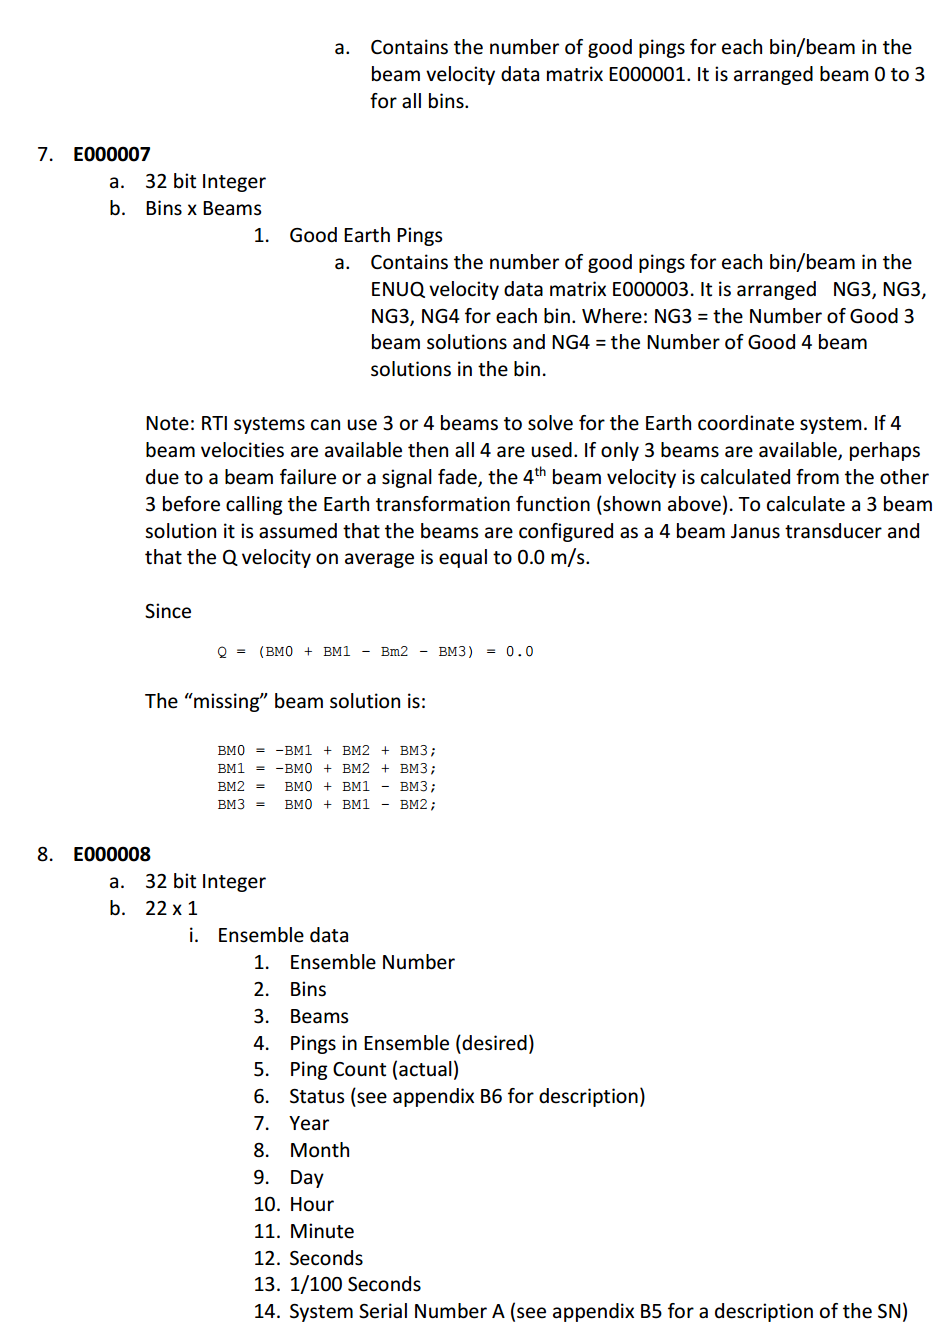 a. Contains the number of good pings for each bin/beam in the
beam velocity data matrix E000001. It is arranged beam 0 to 3
for all bins.
7. E000007
a. 32 bit Integer
b. Bins x Beams
1. Good Earth Pings
a. Contains the number of good pings for each bin/beam in the
ENUQ velocity data matrix E000003. It is arranged NG3, NG3,
NG3, NG4 for each bin. Where: NG3 = the Number of Good 3
beam solutions and NG4 = the Number of Good 4 beam
solutions in the bin.
Note: RTI systems can use 3 or 4 beams to solve for the Earth coordinate system. If 4
beam velocities are available then all 4 are used. If only 3 beams are available, perhaps
due to a beam failure or a signal fade, the 4th beam velocity is calculated from the other
3 before calling the Earth transformation function (shown above). To calculate a 3 beam
solution it is assumed that the beams are configured as a 4 beam Janus transducer and
that the Q velocity on average is equal to 0.0 m/s.
Since
Q = (BM0 + BM1 - Bm2 - BM3) = 0.0
The “missing” beam solution is:
BM0 = -BM1 + BM2 + BM3;
BM1 = -BM0 + BM2 + BM3;
BM2 = BM0 + BM1 - BM3;
BM3 = BM0 + BM1 - BM2;
8. E000008
a. 32 bit Integer
b. 22 x 1
i. Ensemble data
1. Ensemble Number
2. Bins
3. Beams
4. Pings in Ensemble (desired)
5. Ping Count (actual)
6. Status (see appendix B6 for description)
7. Year
8. Month
9. Day
10. Hour
11. Minute
12. Seconds
13. 1/100 Seconds
14. System Serial Number A (see appendix B5 for a description of the SN)